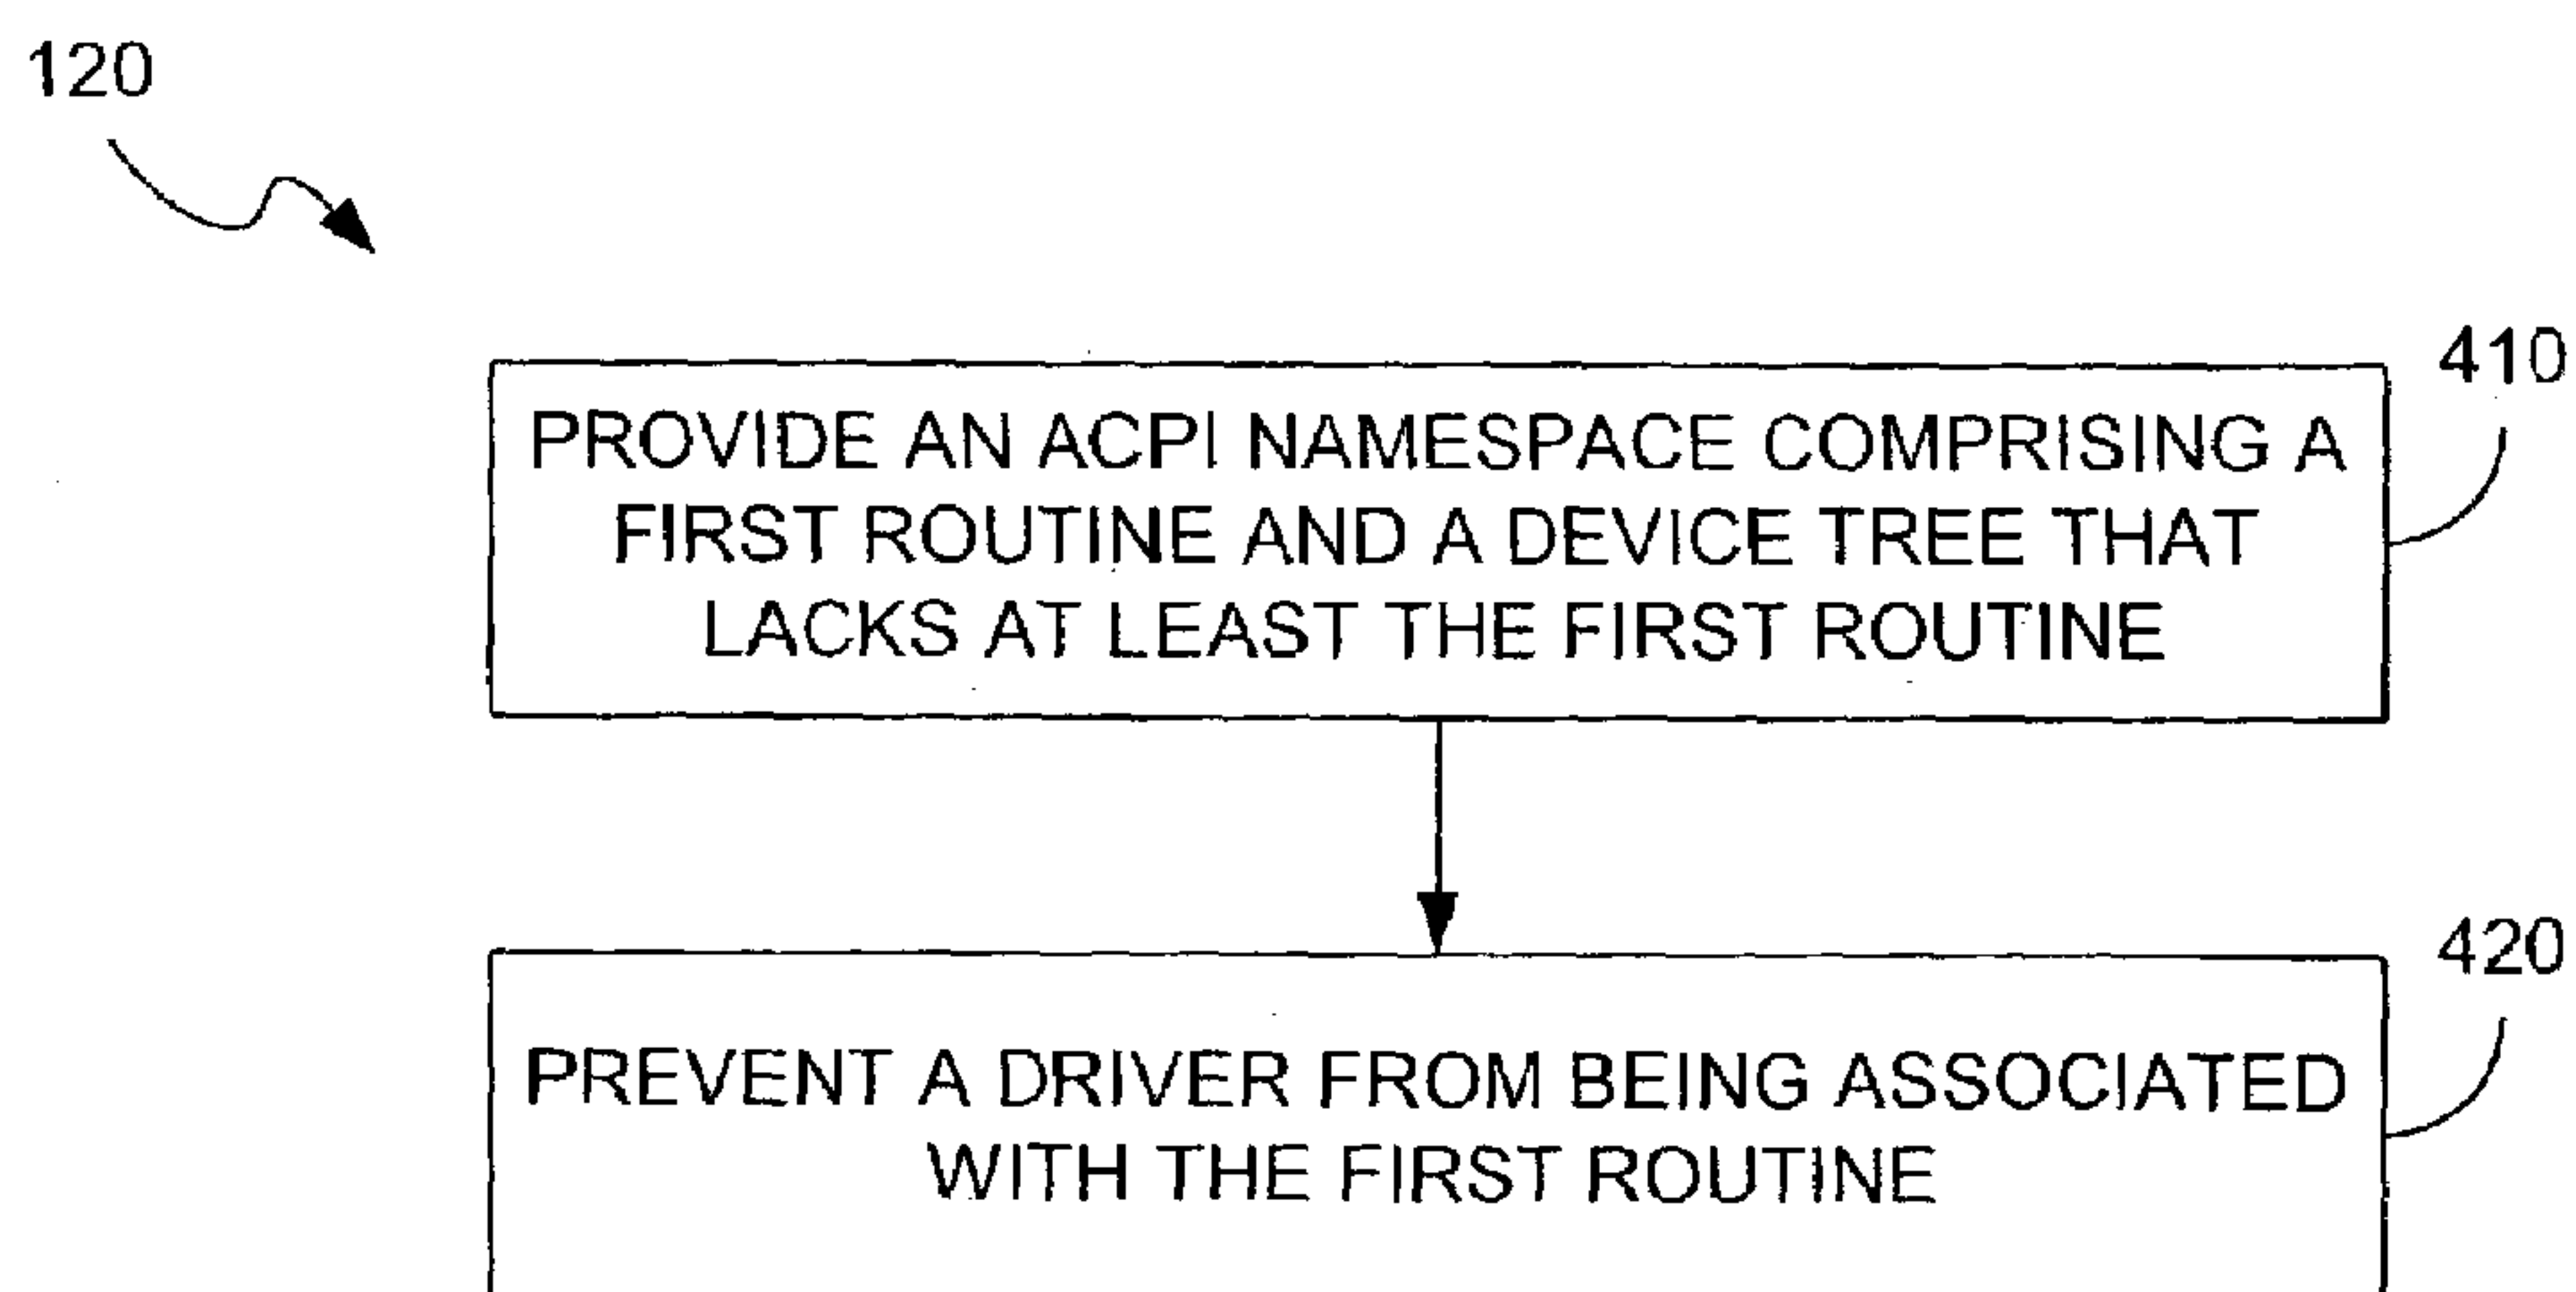 120
410
PROVIDE AN ACPI NAMESPACE COMPRISING A
FIRST ROUTINE AND A DEVICE TREE THAT
LACKS AT LEAST THE FIRST ROUTINE
420
PREVENT A DRIVER FROM BEING ASSOCIATED
WITH THE FIRST ROUTINE